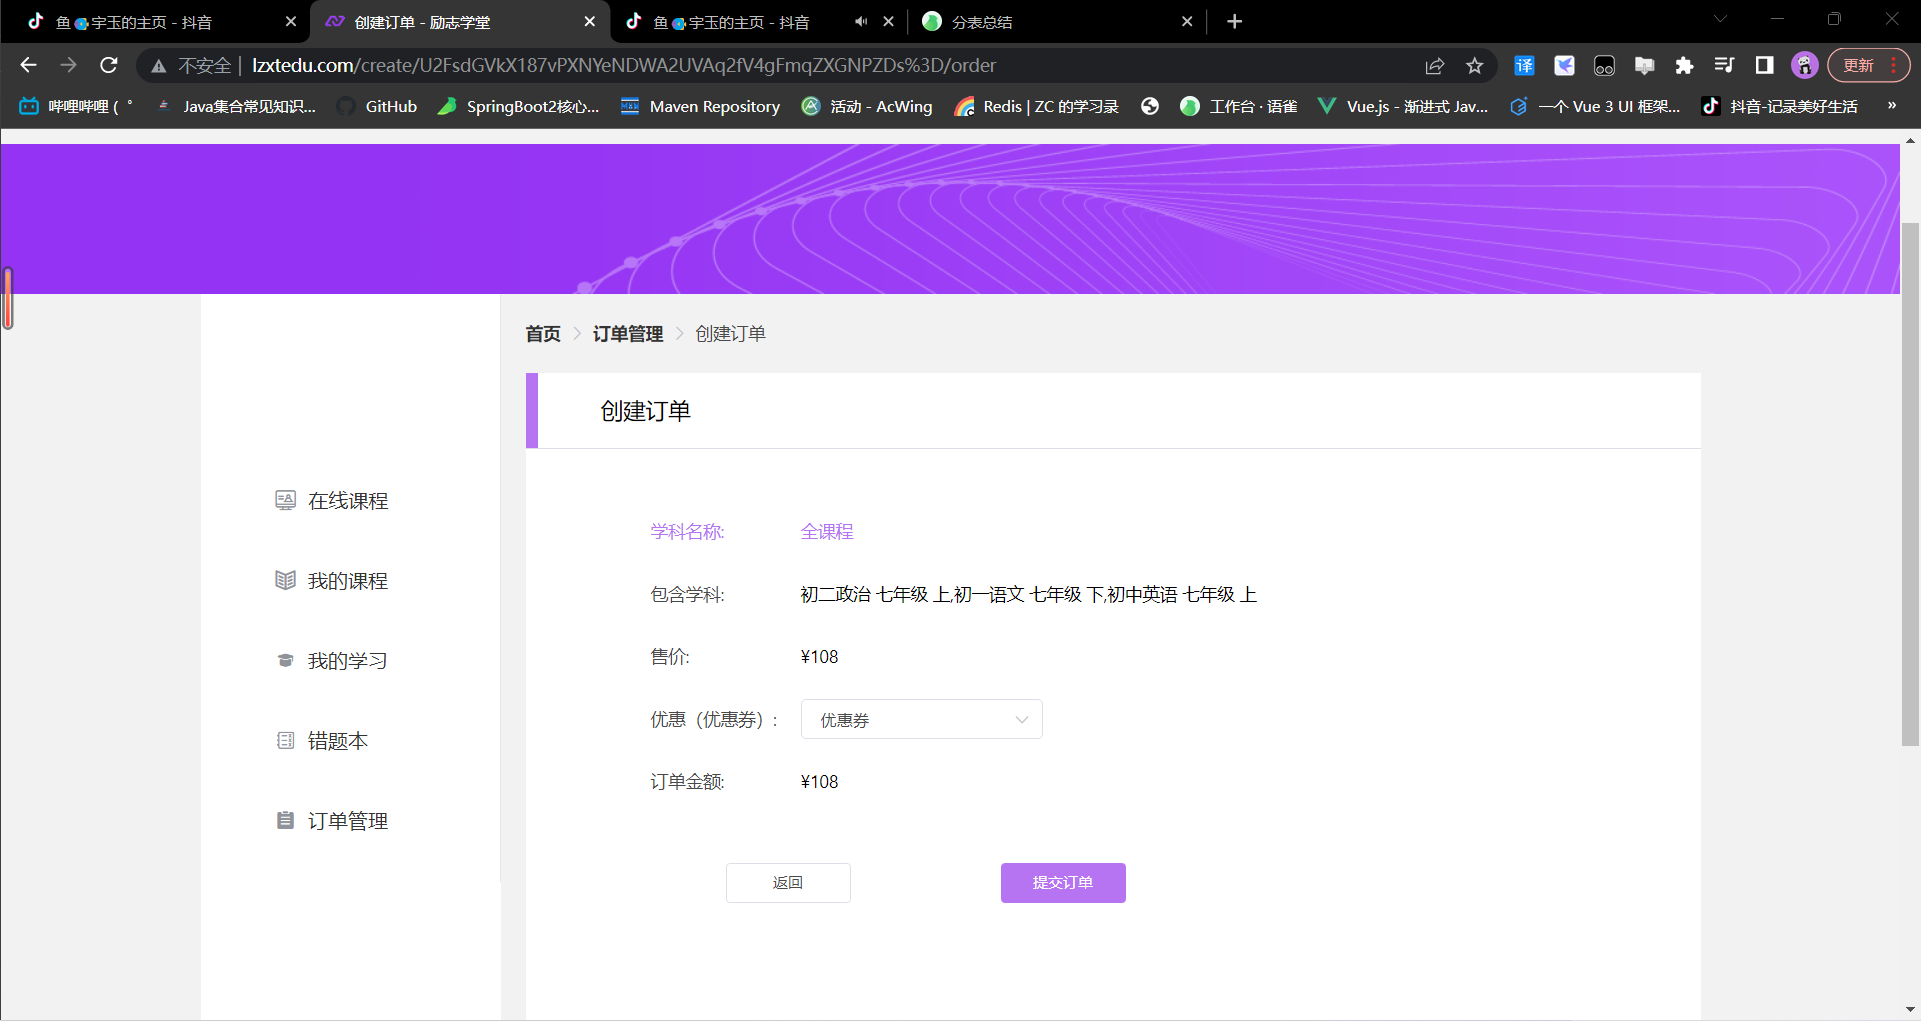 鱼宇玉的主页 - 抖音
创建订单 - 励志学堂
鱼宇玉的主页 - 抖音
分表总结
不安全 | lzxtedu.com/create/U2FsdGVkX187vPXNYeNDWA2UVAq2fV4gFmqZXGNPZDs%3D/order
译
更新
哔哩哔哩 ( ゜
Java集合常见知识...
GitHub
SpringBoot2核心...
Maven Repository
活动 - AcWing
Redis | ZC 的学习录
工作台 · 语雀
Vue.js - 渐进式 Jav...
一个 Vue 3 UI 框架...
抖音-记录美好生活
»
首页 > 订单管理 > 创建订单
创建订单
在线课程
我的课程
我的学习
错题本
订单管理
学科名称: 全课程
包含学科: 初二政治 七年级 上,初一语文 七年级 下,初中英语 七年级 上
售价: ¥108
优惠（优惠券）: 优惠券
订单金额: ¥108
返回
提交订单